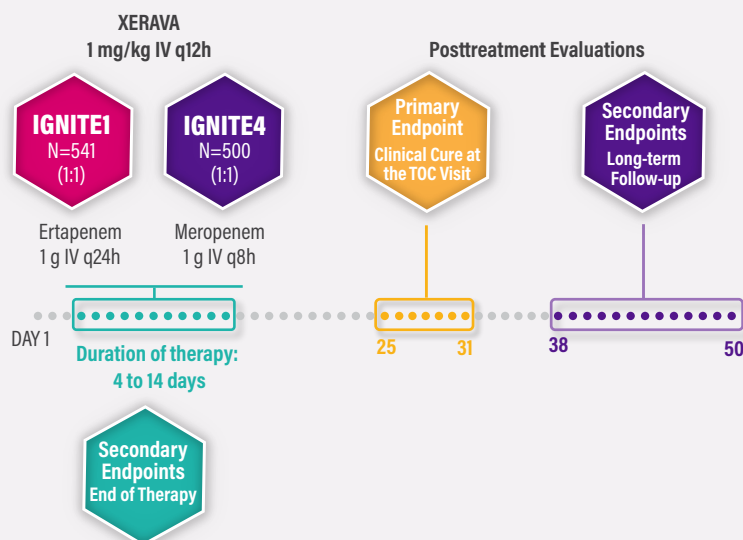 XERAVA
1 mg/kg IV q12h
Posttreatment Evaluations
IGNITE1
N=541
(1:1)
IGNITE4
N=500
(1:1)
Primary
Endpoint
Clinical Cure at
the TOC Visit
Secondary
Endpoints
Long-term
Follow-up
Ertapenem
1 g IV q24h
Meropenem
1 g IV q8h
DAY 1
25
31
38
50
Duration of therapy:
4 to 14 days
Secondary
Endpoints
End of Therapy